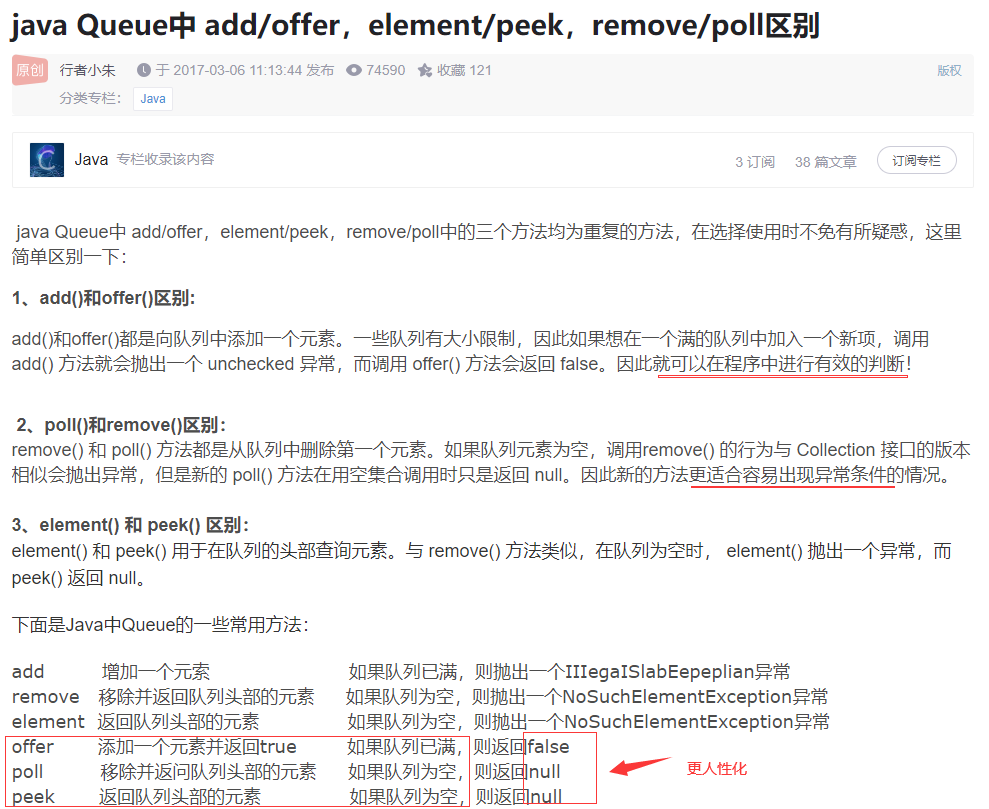 java Queue中 add/offer，element/peek，remove/poll区别
原创 行者小朱 于 2017-03-06 11:13:44 发布 74590 收藏 121 版权
分类专栏： Java
Java 专栏收录该内容 3 订阅 38 篇文章 订阅专栏
java Queue中 add/offer，element/peek，remove/poll中的三个方法均为重复的方法，在选择使用时不免有所疑惑，这里
简单区别一下：
1、add()和offer()区别:
add()和offer()都是向队列中添加一个元素。一些队列有大小限制，因此如果想在一个满的队列中加入一个新项，调用
add() 方法就会抛出一个 unchecked 异常，而调用 offer() 方法会返回 false。因此就可以在程序中进行有效的判断！
2、poll()和remove()区别：
remove() 和 poll() 方法都是从队列中删除第一个元素。如果队列元素为空，调用remove() 的行为与 Collection 接口的版本
相似会抛出异常，但是新的 poll() 方法在用空集合调用时只是返回 null。因此新的方法更适合容易出现异常条件的情况。
3、element() 和 peek() 区别：
element() 和 peek() 用于在队列的头部查询元素。与 remove() 方法类似，在队列为空时， element() 抛出一个异常，而
peek() 返回 null。
下面是Java中Queue的一些常用方法：
add 增加一个元索 如果队列已满，则抛出一个IIIegaISlabEepeplian异常
remove 移除并返回队列头部的元素 如果队列为空，则抛出一个NoSuchElementException异常
element 返回队列头部的元素 如果队列为空，则抛出一个NoSuchElementException异常
offer 添加一个元素并返回true 如果队列已满，则返回false
poll 移除并返问队列头部的元素 如果队列为空，则返回null
peek 返回队列头部的元素 如果队列为空，则返回null
更人性化